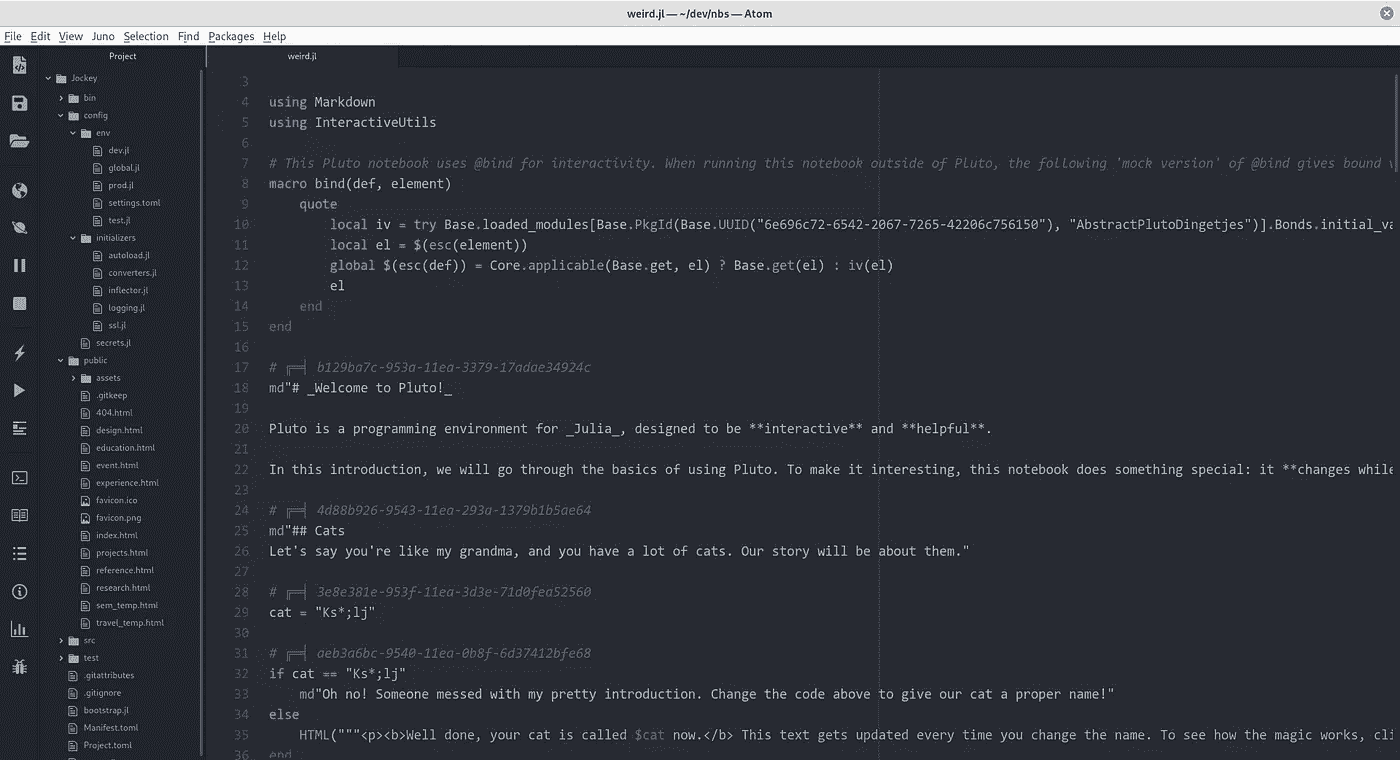 weird.jl — ~/dev/nbs — Atom
File Edit View Juno Selection Find Packages Help
Project
Jockey
bin
config
env
dev.jl
global.jl
prod.jl
settings.toml
test.jl
initializers
autoload.jl
converters.jl
inflector.jl
logging.jl
ssl.jl
secrets.jl
public
assets
.gitkeep
404.html
design.html
education.html
event.html
experience.html
favicon.ico
favicon.png
index.html
projects.html
reference.html
research.html
sem_temp.html
travel_temp.html
src
test
.gitattributes
.gitignore
bootstrap.jl
Manifest.toml
Project.toml
weird.jl
3
4 using Markdown
5 using InteractiveUtils
6
7 # This Pluto notebook uses @bind for interactivity. When running this notebook outside of Pluto, the following 'mock version' of @bind gives bound
8 macro bind(def, element)
9 quote
10 local iv = try Base.loaded_modules[Base.PkgId(Base.UUID("6e696c72-6542-2067-7265-42206c756150"), "AbstractPlutoDingetjes")].Bonds.initial_va
11 local el = $(esc(element))
12 global $(esc(def)) = Core.applicable(Base.get, el) ? Base.get(el) : iv(el)
13 el
14 end
15 end
16
17 # ╔═╡ b129ba7c-953a-11ea-3379-17adae34924c
18 md"# _Welcome to Pluto!_
19
20 Pluto is a programming environment for _Julia_, designed to be **interactive** and **helpful**.
21
22 In this introduction, we will go through the basics of using Pluto. To make it interesting, this notebook does something special: it **changes while
23
24 # ╔═╡ 4d88b926-9543-11ea-293a-1379b1b5ae64
25 md"## Cats
26 Let's say you're like my grandma, and you have a lot of cats. Our story will be about them."
27
28 # ╔═╡ 3e8e381e-953f-11ea-3d3e-71d0fea52560
29 cat = "Ks*;lj"
30
31 # ╔═╡ aeb3a6bc-9540-11ea-0b8f-6d37412bfe68
32 if cat == "Ks*;lj"
33 md"Oh no! Someone messed with my pretty introduction. Change the code above to give our cat a proper name!"
34 else
35 HTML("""<p><b>Well done, your cat is called $cat now.</b> This text gets updated every time you change the name. To see how the magic works, cli
36 end